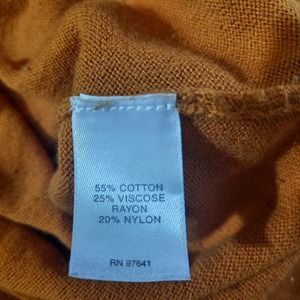 55% COTTON
25% VISCOSE
RAYON
20% NYLON
RN 97641